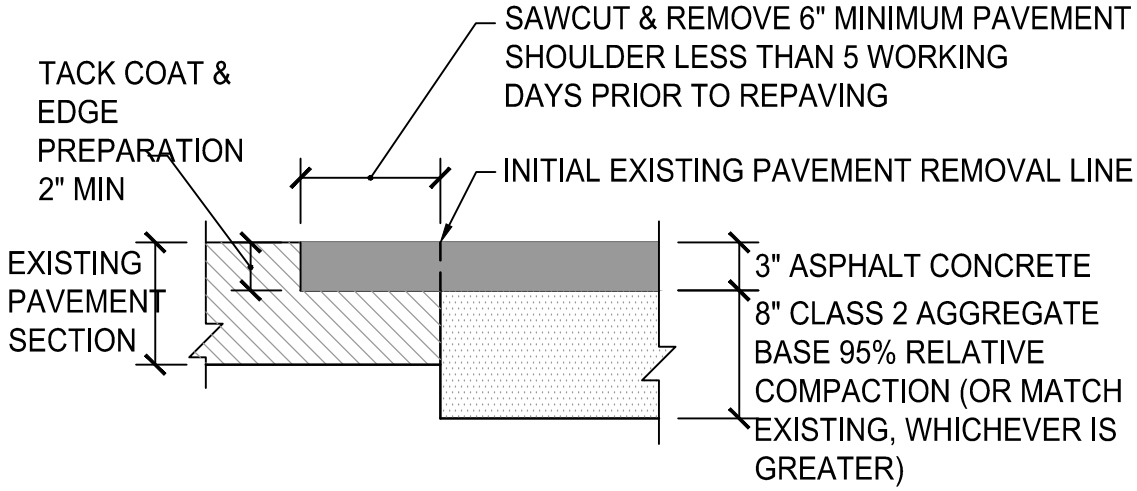 SAWCUT & REMOVE 6" MINIMUM PAVEMENT
SHOULDER LESS THAN 5 WORKING
DAYS PRIOR TO REPAVING
TACK COAT &
EDGE
PREPARATION
2" MIN
INITIAL EXISTING PAVEMENT REMOVAL LINE
EXISTING
PAVEMENT
SECTION
3" ASPHALT CONCRETE
8" CLASS 2 AGGREGATE
BASE 95% RELATIVE
COMPACTION (OR MATCH
EXISTING, WHICHEVER IS
GREATER)